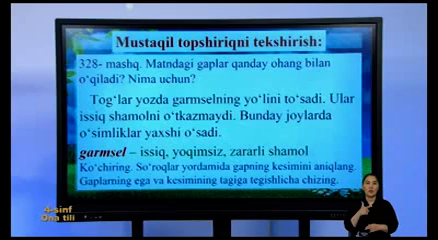 Mustaqil topshiriqni tekshirish:
328- mashq. Matndagi gaplar qanday ohang bilan
o‘qiladi? Nima uchun?
Tog‘lar yozda garmselning yo‘lini to‘sadi. Ular
issiq shamolni o‘tkazmaydi. Bunday joylarda
o‘simliklar yaxshi o‘sadi.
garmsel – issiq, yoqimsiz, zararli shamol
Ko‘chiring. So‘roqlar yordamida gapning kesimini aniqlang.
Gaplarning ega va kesimining tagiga tegishlicha chizing.
4-sinf
Ona tili